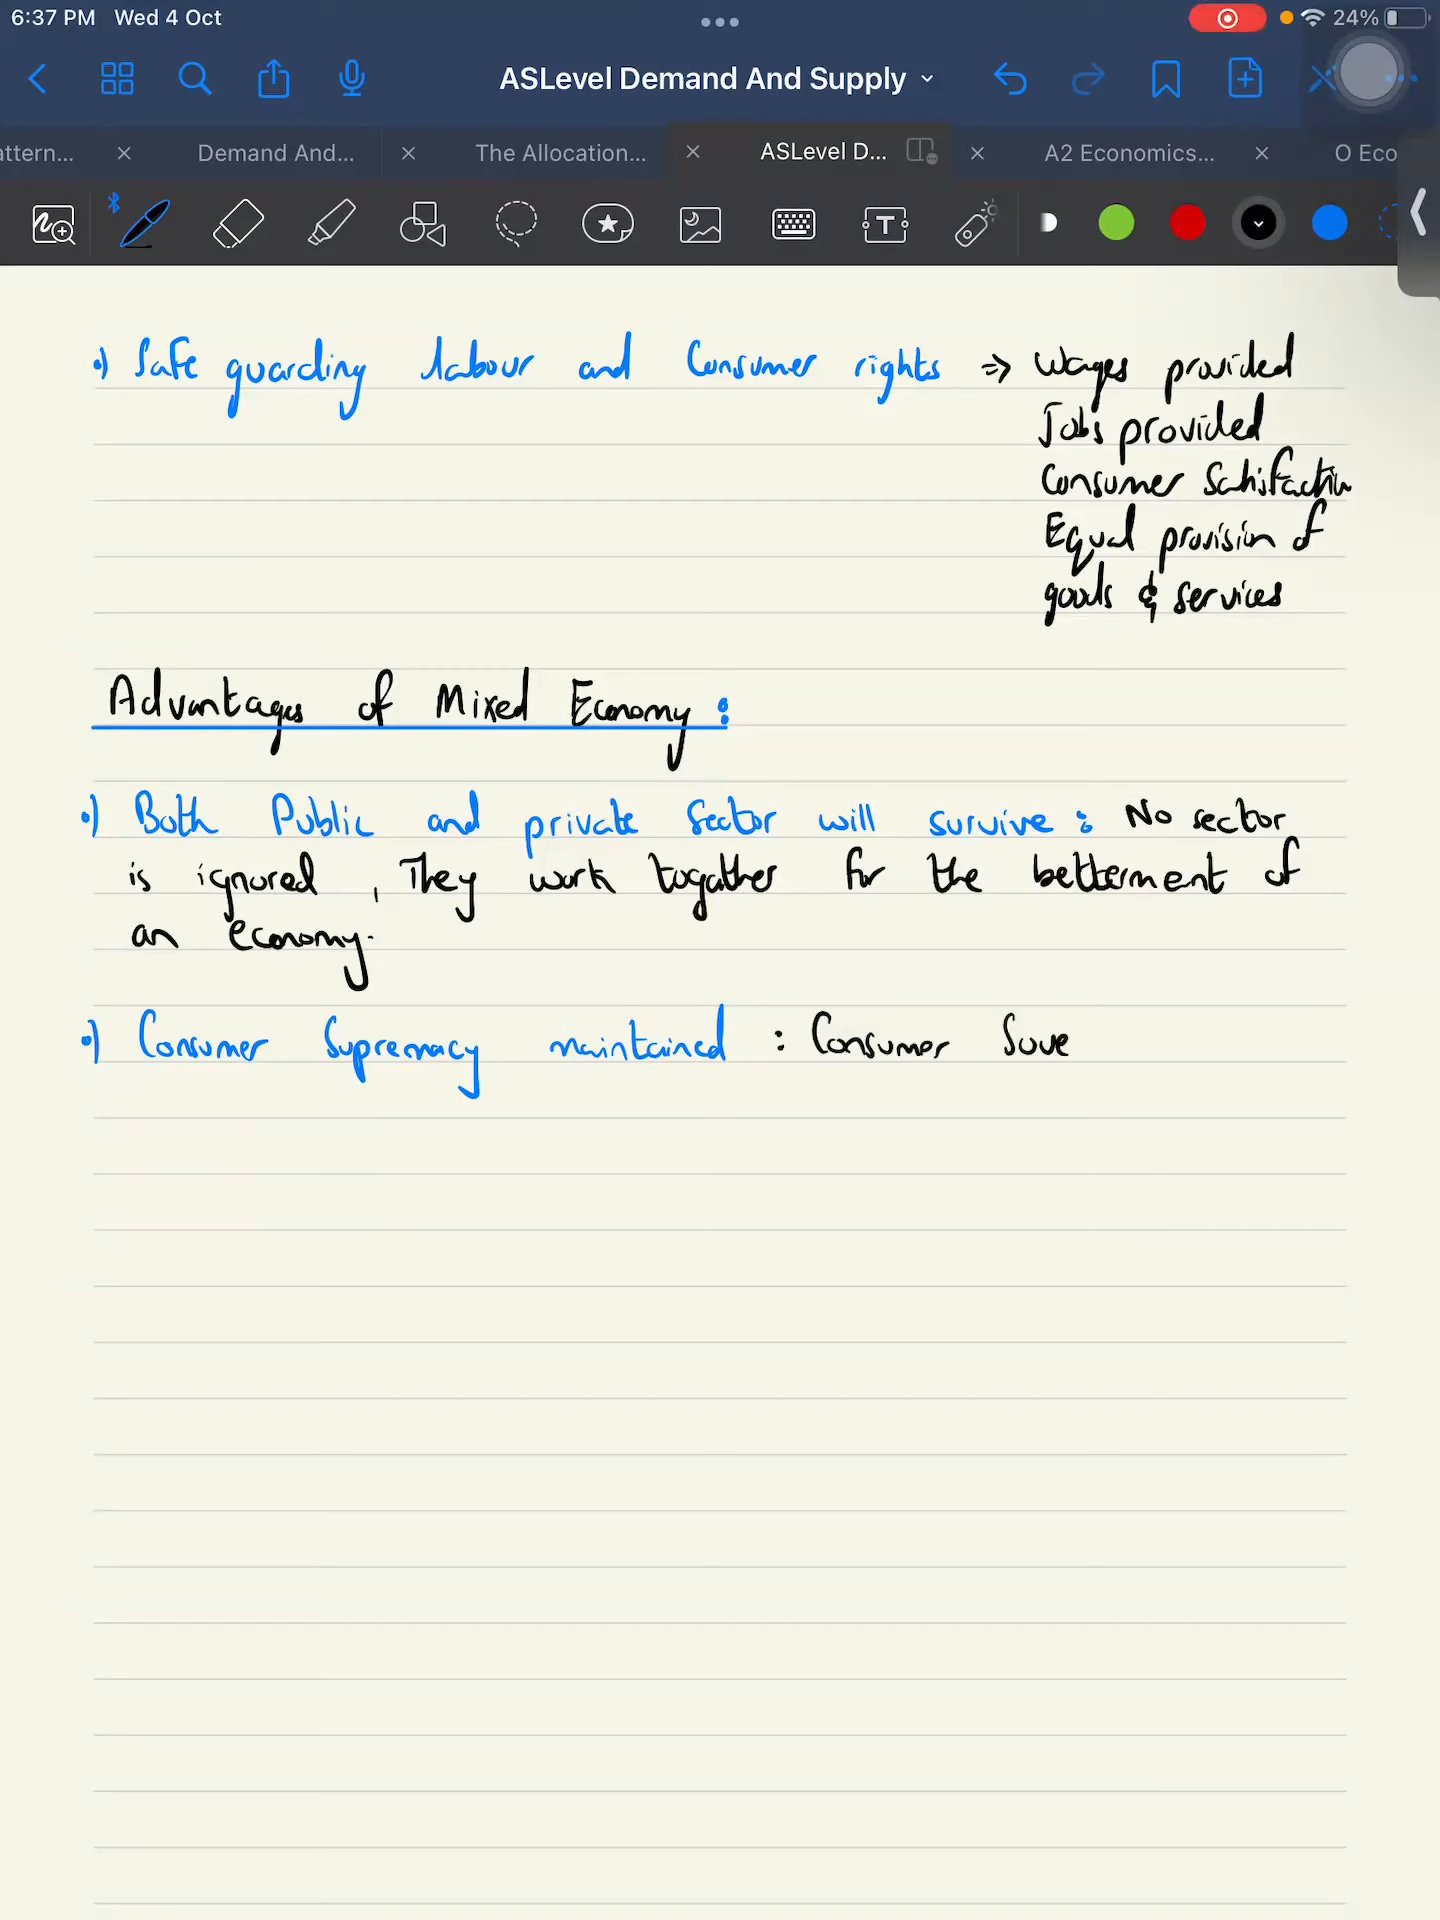 6:37 PM Wed 4 Oct
24%
ASLevel Demand And Supply
attern...
Demand And...
The Allocation...
ASLevel D...
A2 Economics...
O Eco
•) Safe guarding labour and Consumer rights => Wages provided
Jobs provided
Consumer Satisfaction
Equal provision of
goods & services
Advantages of Mixed Economy :
•) Both Public and private Sector will survive : No sector
is ignored , They work togather for the betterment of
an economy.
•) Consumer Supremacy maintained : Consumer Sove